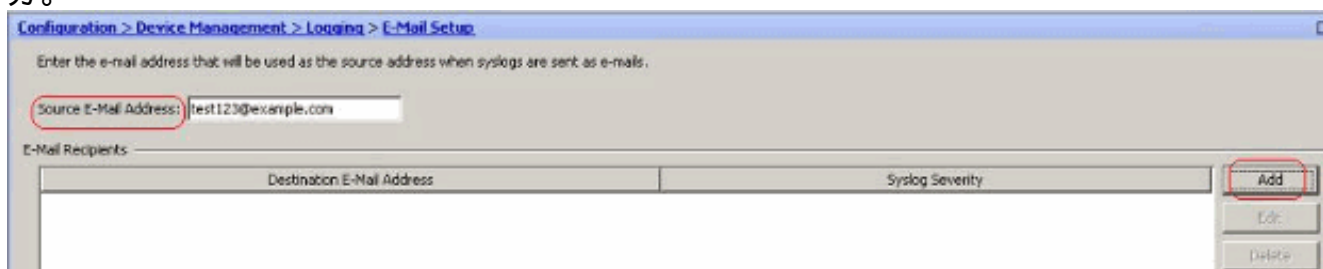 す。
Configuration > Device Management > Logging > E-Mail Setup
Enter the e-mail address that will be used as the source address when syslogs are sent as e-mails.
Source E-Mail Address: test123@example.com
E-Mail Recipients
Destination E-Mail Address Syslog Severity Add
Edit
Delete